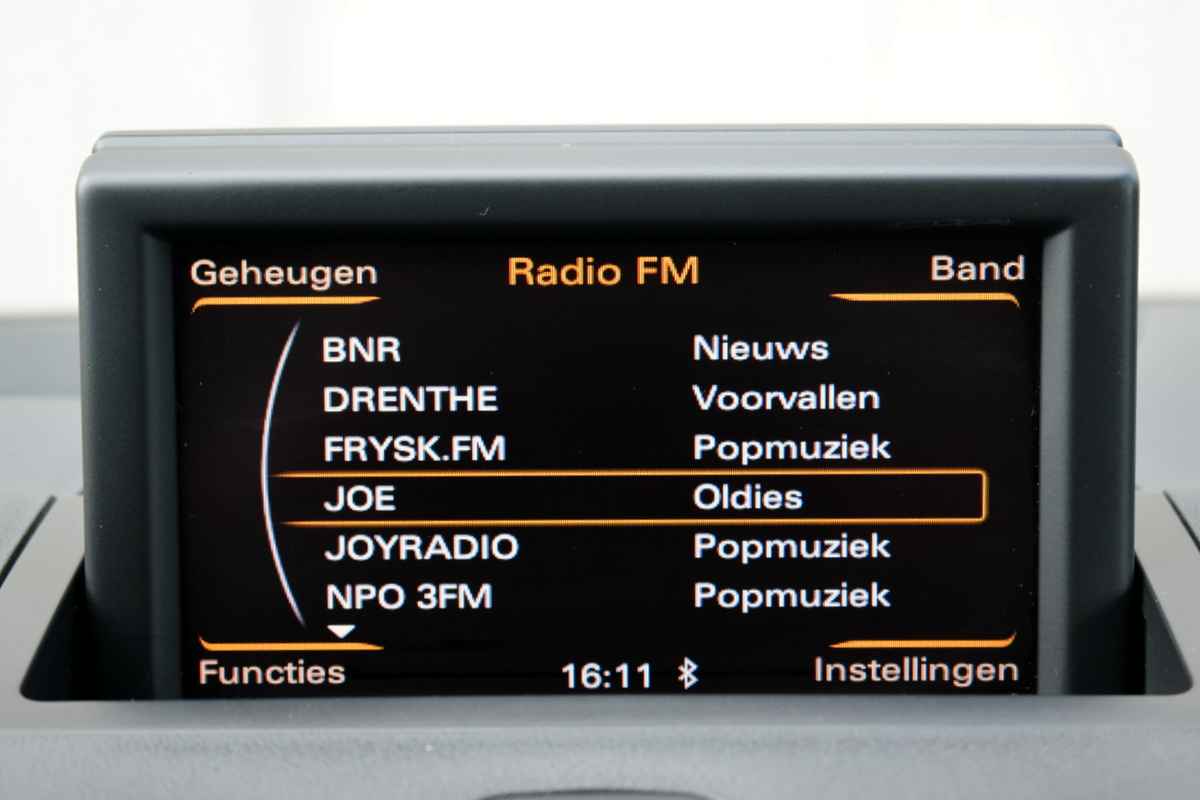 Geheugen Radio FM Band
BNR Nieuws
DRENTHE Voorvallen
FRYSK.FM Popmuziek
JOE Oldies
JOYRADIO Popmuziek
NPO 3FM Popmuziek
Functies 16:11 Instellingen